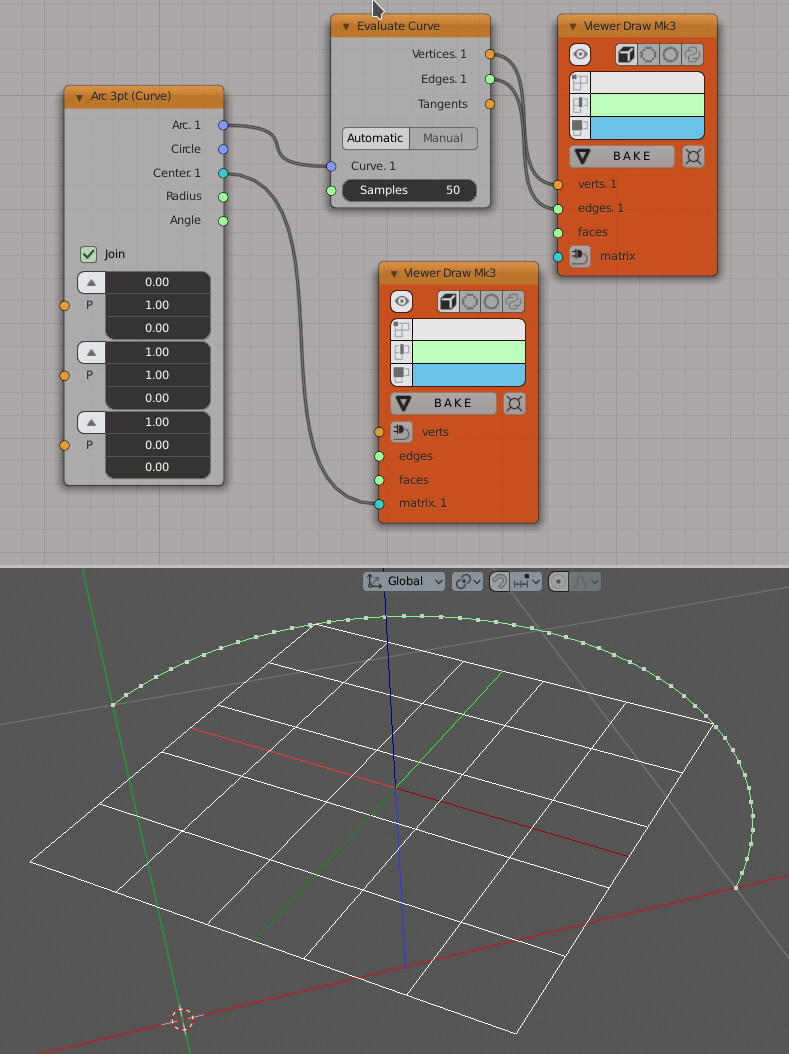 Evaluate Curve
Vertices. 1
Edges. 1
Tangents
Automatic Manual
Curve. 1
Samples 50
Viewer Draw Mk3
BAKE
verts. 1
edges. 1
faces
matrix
Arc 3pt (Curve)
Arc. 1
Circle
Center. 1
Radius
Angle
Join
0.00
P 1.00
0.00
1.00
P 1.00
0.00
1.00
P 0.00
0.00
Viewer Draw Mk3
BAKE
verts
edges
faces
matrix. 1
Global